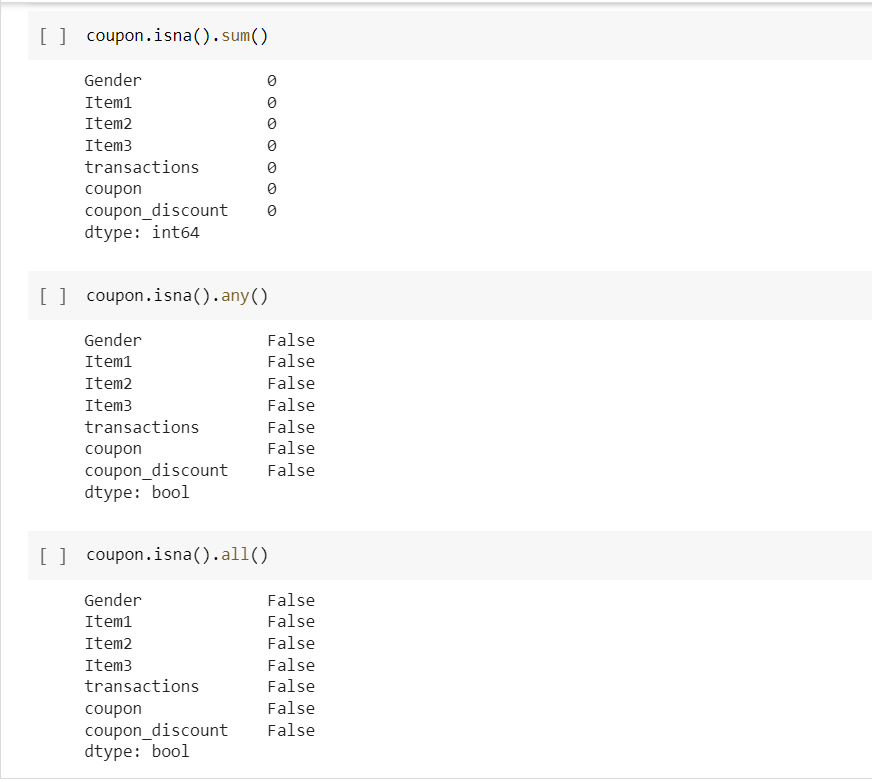 [ ] coupon.isna().sum()
Gender 0
Item1 0
Item2 0
Item3 0
transactions 0
coupon 0
coupon_discount 0
dtype: int64
[ ] coupon.isna().any()
Gender False
Item1 False
Item2 False
Item3 False
transactions False
coupon False
coupon_discount False
dtype: bool
[ ] coupon.isna().all()
Gender False
Item1 False
Item2 False
Item3 False
transactions False
coupon False
coupon_discount False
dtype: bool